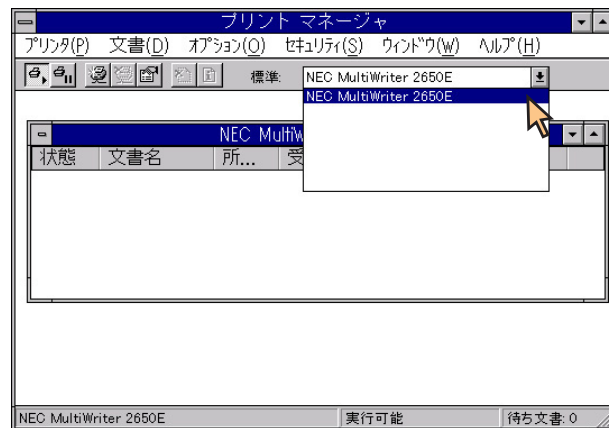 プリント マネージャ
プリンタ(P) 文書(D) オプション(O) セキュリティ(S) ウィンドウ(W) ヘルプ(H)
標準: NEC MultiWriter 2650E
NEC MultiWriter 2650E
NEC MultiW
状態 文書名 所... 受
NEC MultiWriter 2650E 実行可能 待ち文書: 0